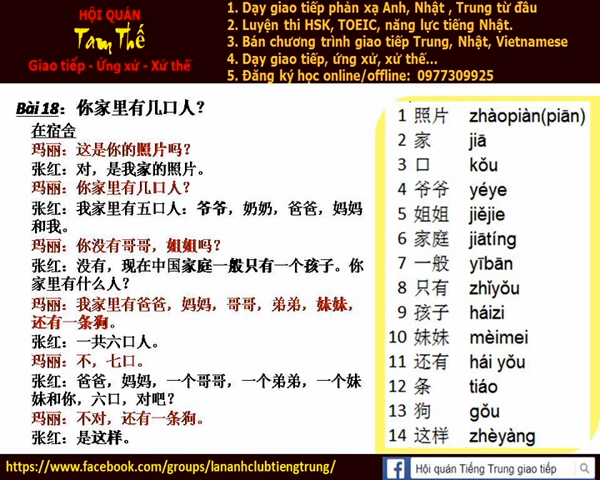 HỘI QUÁN
Tam Thế
Giao tiếp - Ứng xử - Xử thế
1. Dạy giao tiếp phản xạ Anh, Nhật , Trung từ đầu
2. Luyện thi HSK, TOEIC, năng lực tiếng Nhật.
3. Bán chương trình giao tiếp Trung, Nhật, Vietnamese
4. Dạy giao tiếp, ứng xử, xử thế...
5. Đăng ký học online/offline: 0977309925
Bài 18：你家里有几口人？
在宿舍
玛丽：这是你的照片吗？
张红：对，是我家的照片。
玛丽：你家里有几口人？
张红：我家里有五口人：爷爷，奶奶，爸爸，妈妈
和我。
玛丽：你没有哥哥，姐姐吗？
张红：没有，现在中国家庭一般只有一个孩子。你
家里有什么人？
玛丽：我家里有爸爸，妈妈，哥哥，弟弟，妹妹，
还有一条狗。
张红：一共六口人。
玛丽：不，七口。
张红：爸爸，妈妈，一个哥哥，一个弟弟，一个妹
妹和你，六口，对吧？
玛丽：不对，还有一条狗。
张红：是这样。
1 照片 zhàopiàn(piān)
2 家 jiā
3 口 kǒu
4 爷爷 yéye
5 姐姐 jiějie
6 家庭 jiātíng
7 一般 yībān
8 只有 zhǐyǒu
9 孩子 háizi
10 妹妹 mèimei
11 还有 hái yǒu
12 条 tiáo
13 狗 gǒu
14 这样 zhèyàng
https://www.facebook.com/groups/lananhclubtiengtrung/
f Hội quán Tiếng Trung giao tiếp